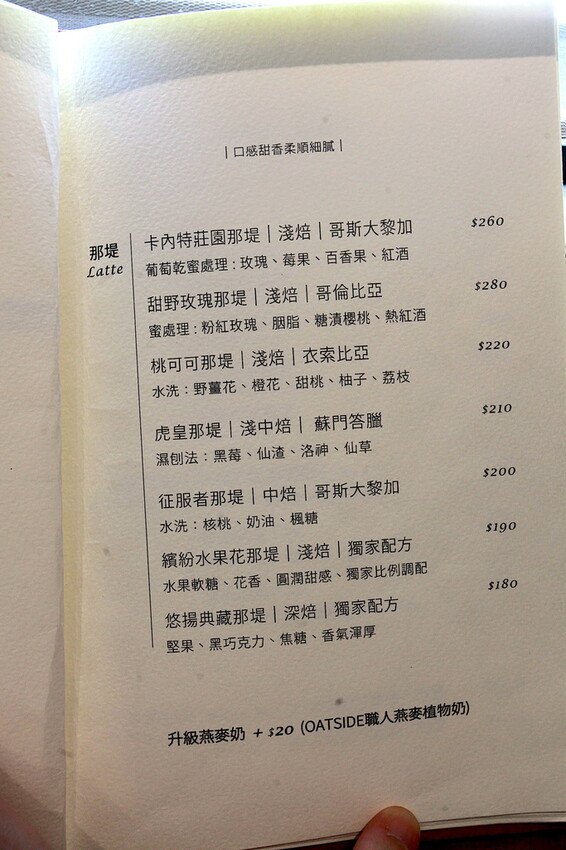 |口感甜香柔順細膩|
那堤
Latte
卡內特莊園那堤|淺焙|哥斯大黎加 $260
葡萄乾蜜處理:玫瑰、莓果、百香果、紅酒
甜野玫瑰那堤|淺焙|哥倫比亞 $280
蜜處理:粉紅玫瑰、胭脂、糖漬櫻桃、熱紅酒
桃可可那堤|淺焙|衣索比亞 $220
水洗:野薑花、橙花、甜桃、柚子、荔枝
虎皇那堤|淺中焙| 蘇門答臘 $210
濕刨法:黑莓、仙渣、洛神、仙草
征服者那堤|中焙|哥斯大黎加 $200
水洗:核桃、奶油、楓糖
繽紛水果花那堤|淺焙|獨家配方 $190
水果軟糖、花香、圓潤甜感、獨家比例調配
悠揚典藏那堤|深焙|獨家配方 $180
堅果、黑巧克力、焦糖、香氣渾厚
升級燕麥奶 + $20 (OATSIDE職人燕麥植物奶)